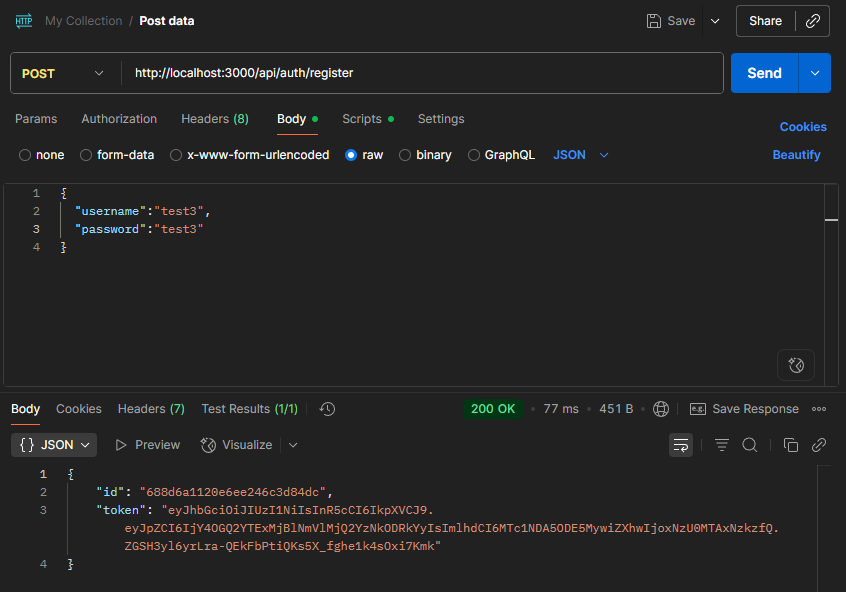 HTTP My Collection / Post data Save Share
POST http://localhost:3000/api/auth/register Send
Params Authorization Headers (8) Body Scripts Settings Cookies
none form-data x-www-form-urlencoded raw binary GraphQL JSON Beautify
1 {
2 "username":"test3",
3 "password":"test3"
4 }
Body Cookies Headers (7) Test Results (1/1) 200 OK 77 ms 451 B e.g. Save Response
{} JSON Preview Visualize
1 {
2 "id": "688d6a1120e6ee246c3d84dc",
3 "token": "eyJhbGciOiJIUzI1NiIsInR5cCI6IkpXVCJ9.
eyJpZCI6IjY4OGQ2YTExMjBlNmVlMjQ2YzNkODRkYyIsImlhdCI6MTc1NDA5ODE5MywiZXhwIjoxNzU0MTAxNzkzfQ.
ZGSH3yl6yrLra-QEkFbPtiQKs5X_fghe1k4sOxi7Kmk"
4 }